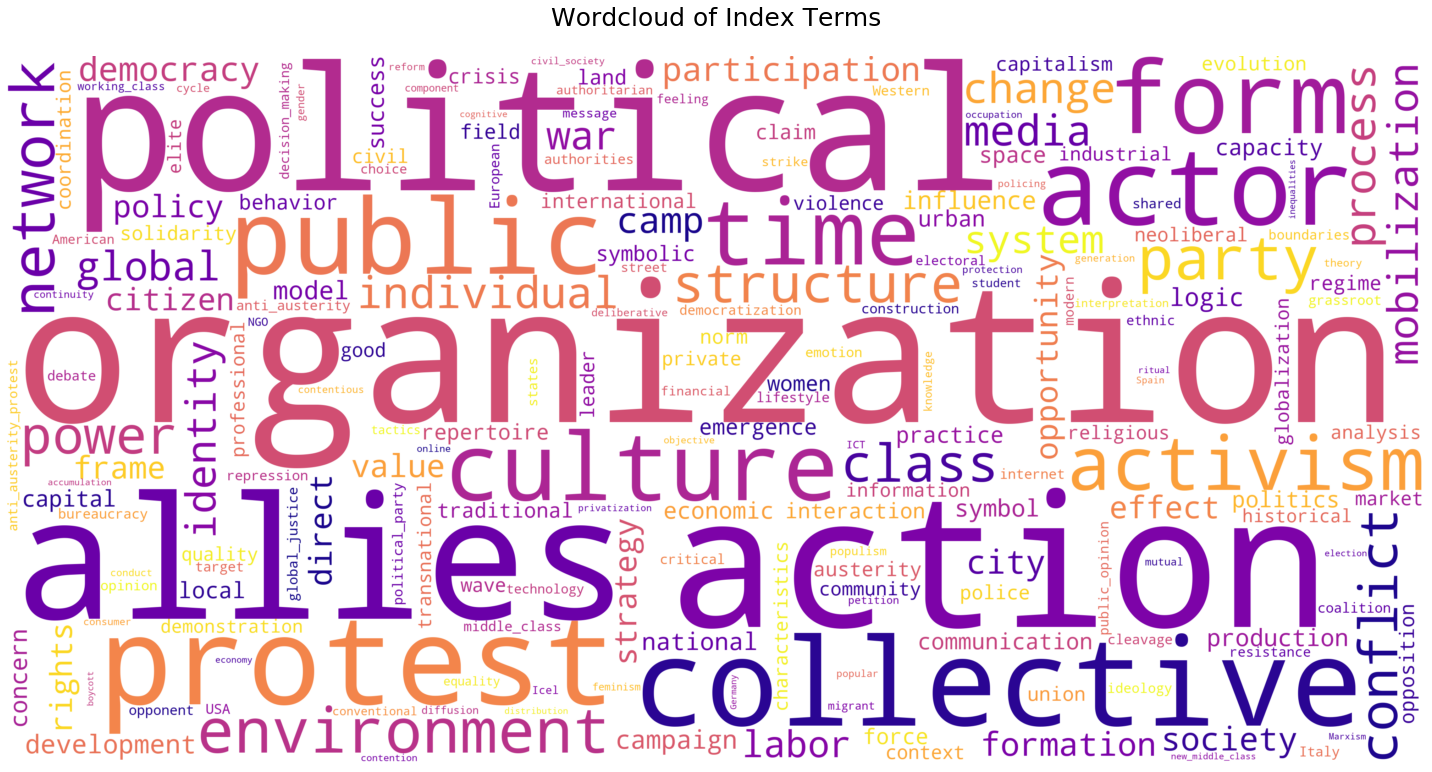 Wordcloud of Index Terms
network
working_class
coordination
democracy
cycle
elite
decision_making
gender
political
success
reform
component
crisis
civil_society
land
authoritarian
feeling
participation
Western
capitalism
change
evolution
form
process
mobilization
cognitive
message
field
war
authorities
civil
choice
European
claim
strike
occupation
media
space
industrial
capacity
policing
actor
shared
inequalities
policy
behavior
solidarity
American
public
international
camp
symbolic
street
time
violence
influence
urban
system
electoral
protection
student
neoliberal
boundaries
generation
theory
party
global
continuity
citizen
model
anti_austerity
individual
structure
deliberative
democratization
construction
opportunity
modern
interpretation
logic
ethnic
regime
grassroot
globalization
organization
NGO
professional
good
debate
contentious
states
leader
norm
private
financial
emotion
women
lifestyle
knowledge
ritual
Spain
anti_austerity_protest
power
identity
tactics
repertoire
objective
emergence
practice
religious
analysis
frame
accumulation
repression
value
online
culture
ICT
class
internet
activism
information
capital
bureaucracy
allies
global_justice
direct
political_party
traditional
transnational
privatization
economic
interaction
symbol
effect
politics
market
historical
conflict
quality
target
conduct
opinion
local
wave
technology
strategy
action
critical
characteristics
populism
austerity
community
petition
city
police
public_opinion
mutual
election
coalition
opposition
concern
rights
consumer
demonstration
middle_class
national
communication
cleavage
production
resistance
protest
economy
boycott
equality
Icel
feminism
collective
Germany
popular
migrant
union
ideology
opponent
USA
conventional
diffusion
distribution
development
environment
contention
campaign
labor
force
context
formation
society
new_middle_class
Italy
Marxism